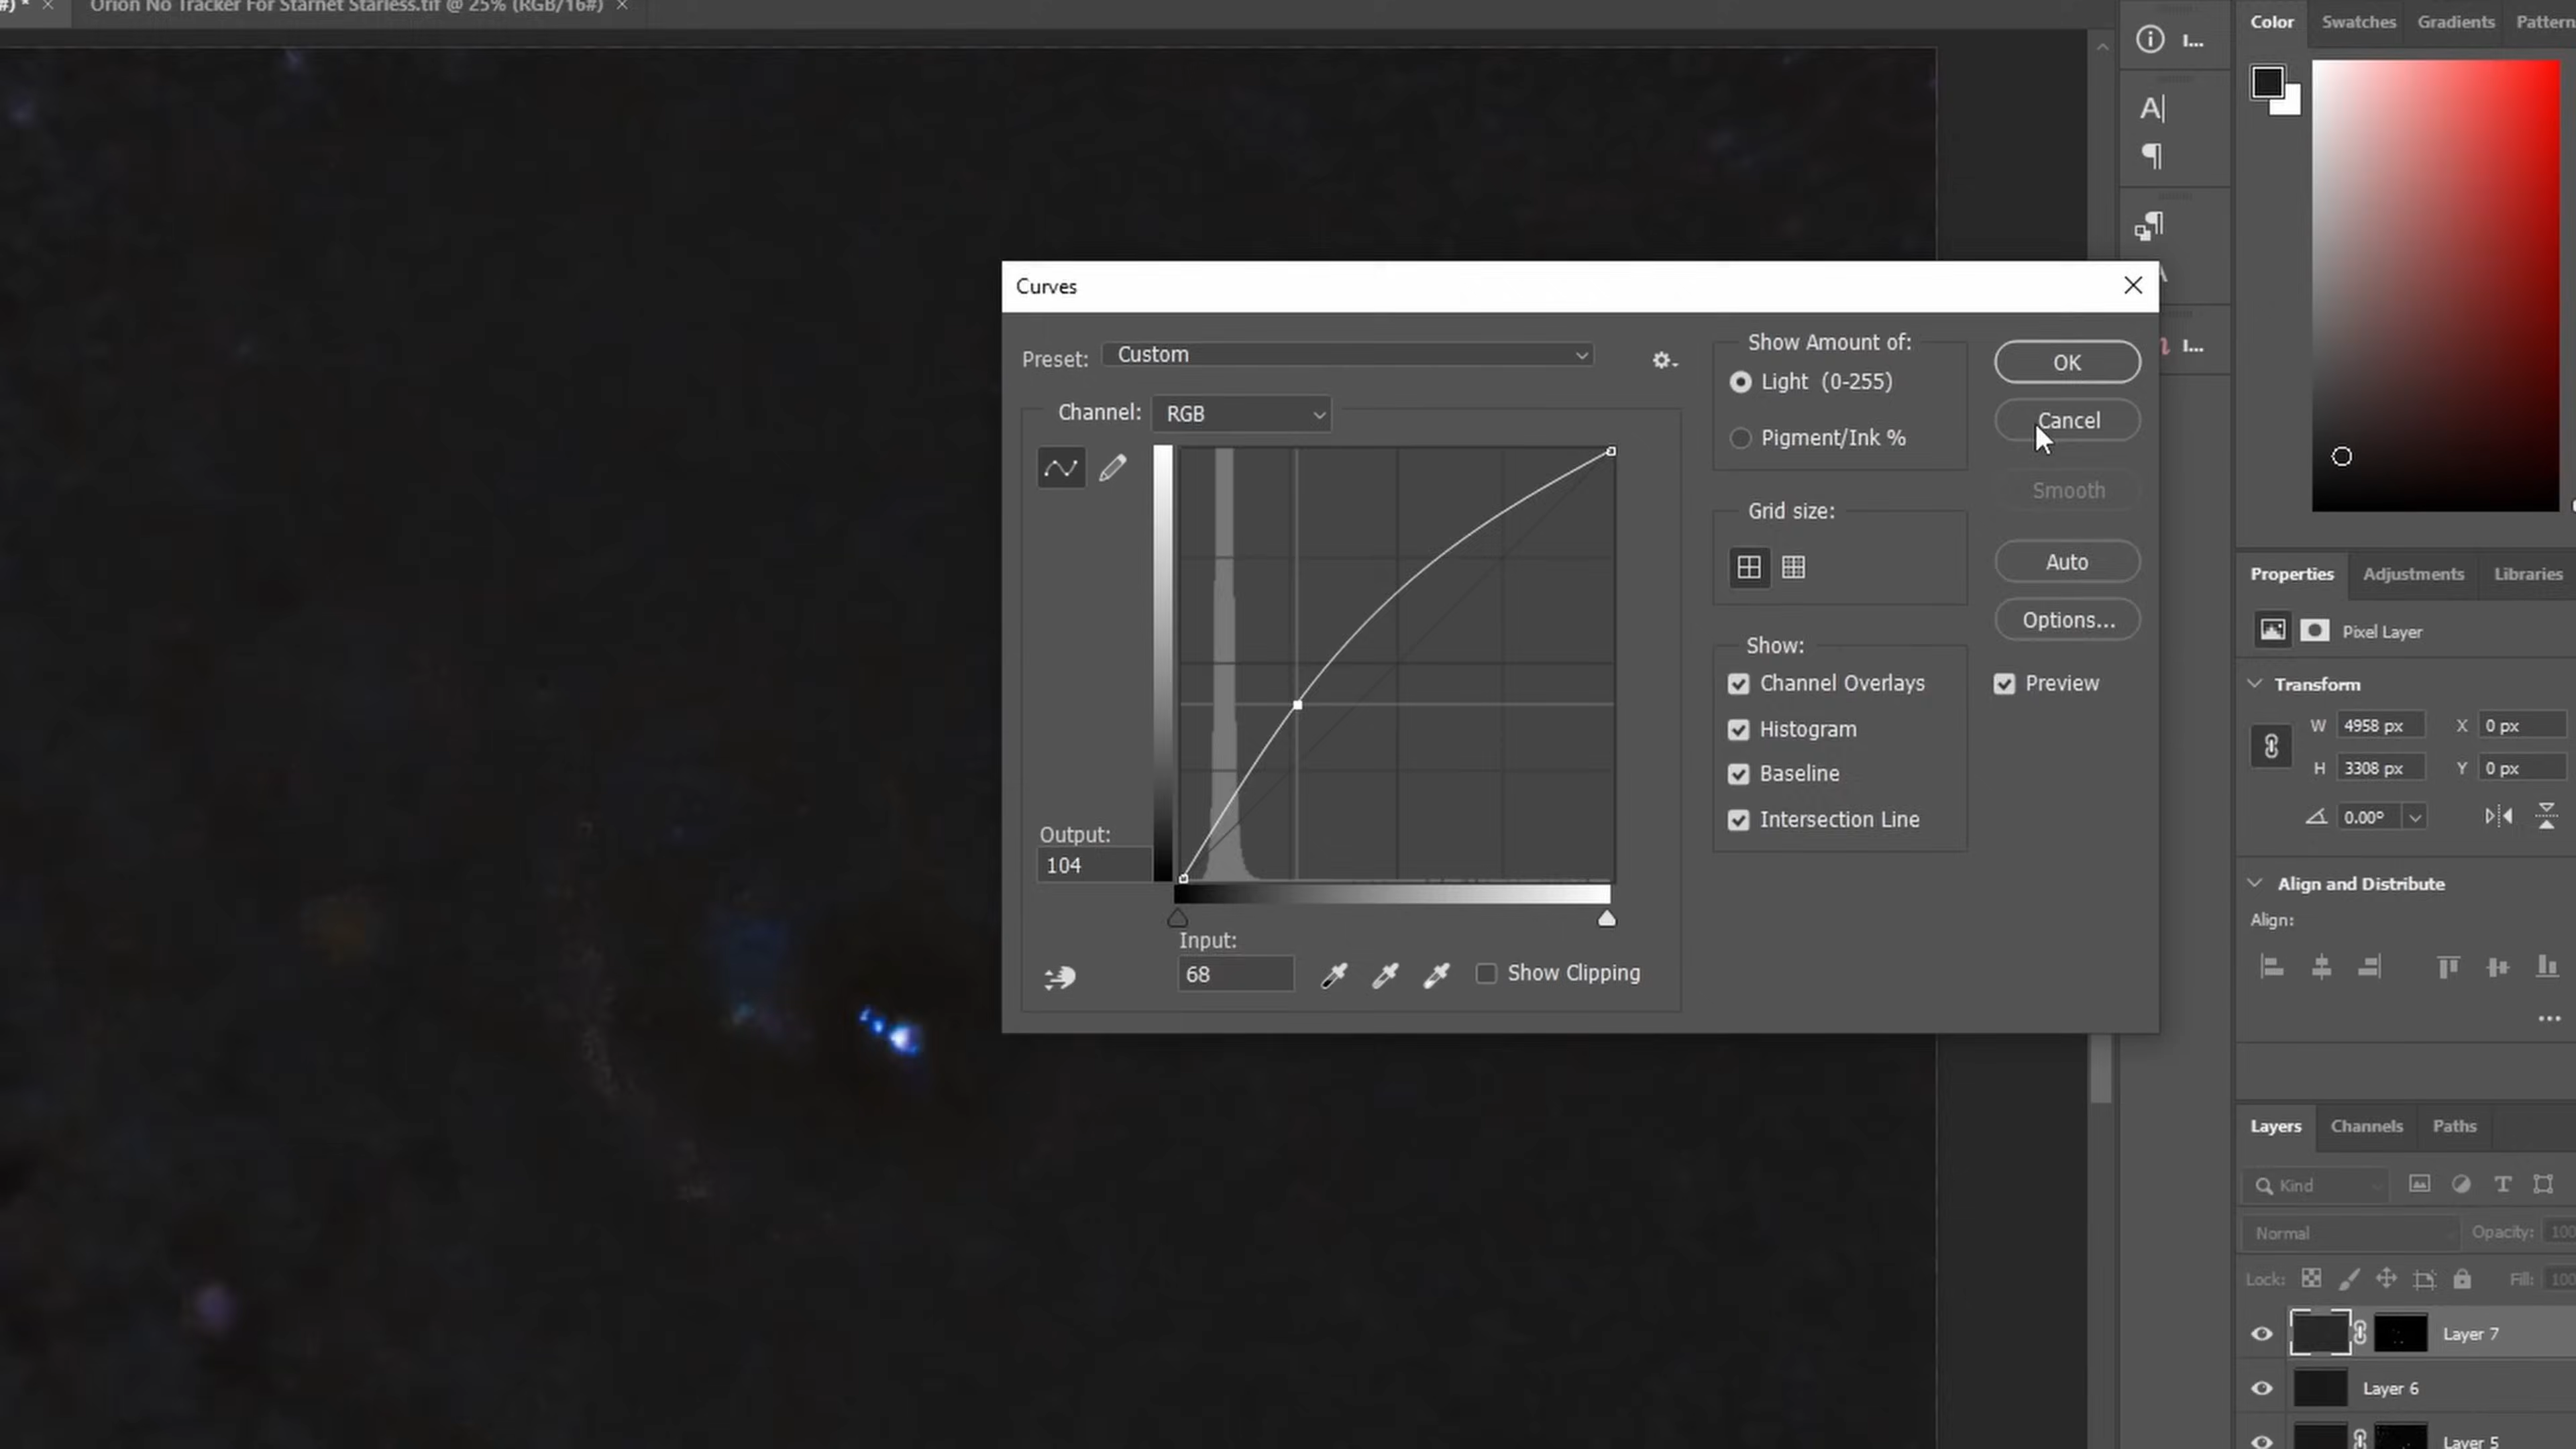 #) * × Orion No Tracker For Starnet Starless.tif @ 25% (RGB/16#) ×
I...
A|
I...
Color Swatches Gradients Pattern
Curves
Preset: Custom
Channel: RGB
Output:
104
Input:
68
Show Clipping
Show Amount of:
Light (0-255)
Pigment/Ink %
Grid size:
Show:
Channel Overlays
Histogram
Baseline
Intersection Line
OK
Cancel
Smooth
Auto
Options...
Preview
Properties Adjustments Libraries
Pixel Layer
Transform
W 4958 px X 0 px
H 3308 px Y 0 px
0.00°
Align and Distribute
Align:
...
Layers Channels Paths
Kind
Normal Opacity: 100
Lock: Fill: 100
Layer 7
Layer 6
Layer 5